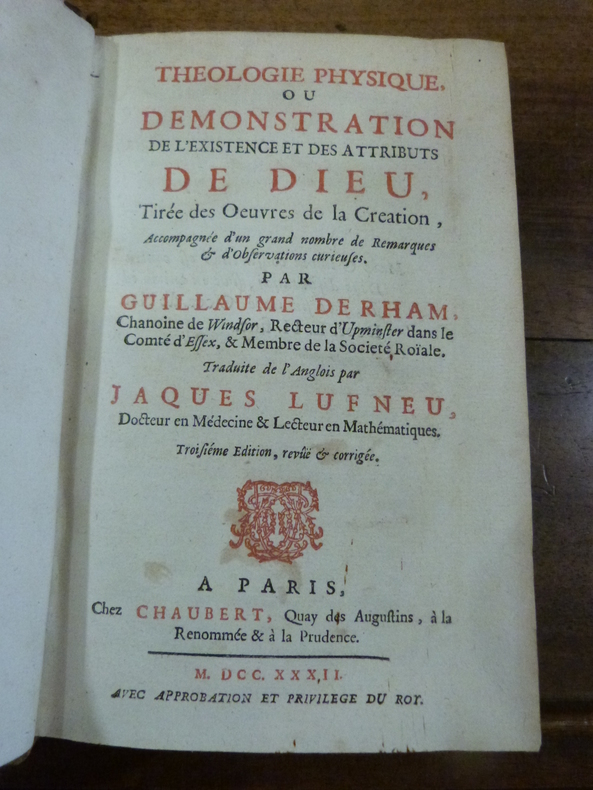 THEOLOGIE PHYSIQUE,
OU
DEMONSTRATION
DE L'EXISTENCE ET DES ATTRIBUTS
DE DIEU,
Tirée des Oeuvres de la Creation,
Accompagnée d'un grand nombre de Remarques
& d'Obſervations curieuſes.
PAR
GUILLAUME DERHAM,
Chanoine de Windſor, Recteur d'Upminſter dans le
Comté d'Eſſex, & Membre de la Societé Roïale.
Traduite de l'Anglois par
JAQUES LUFNEU,
Docteur en Médecine & Lecteur en Mathématiques.
Troiſiéme Edition, revûë & corrigée.
A PARIS,
Chez CHAUBERT, Quay des Auguſtins, à la
Renommée & à la Prudence.
M. DCC. XXXII.
AVEC APPROBATION ET PRIVILEGE DU ROY.